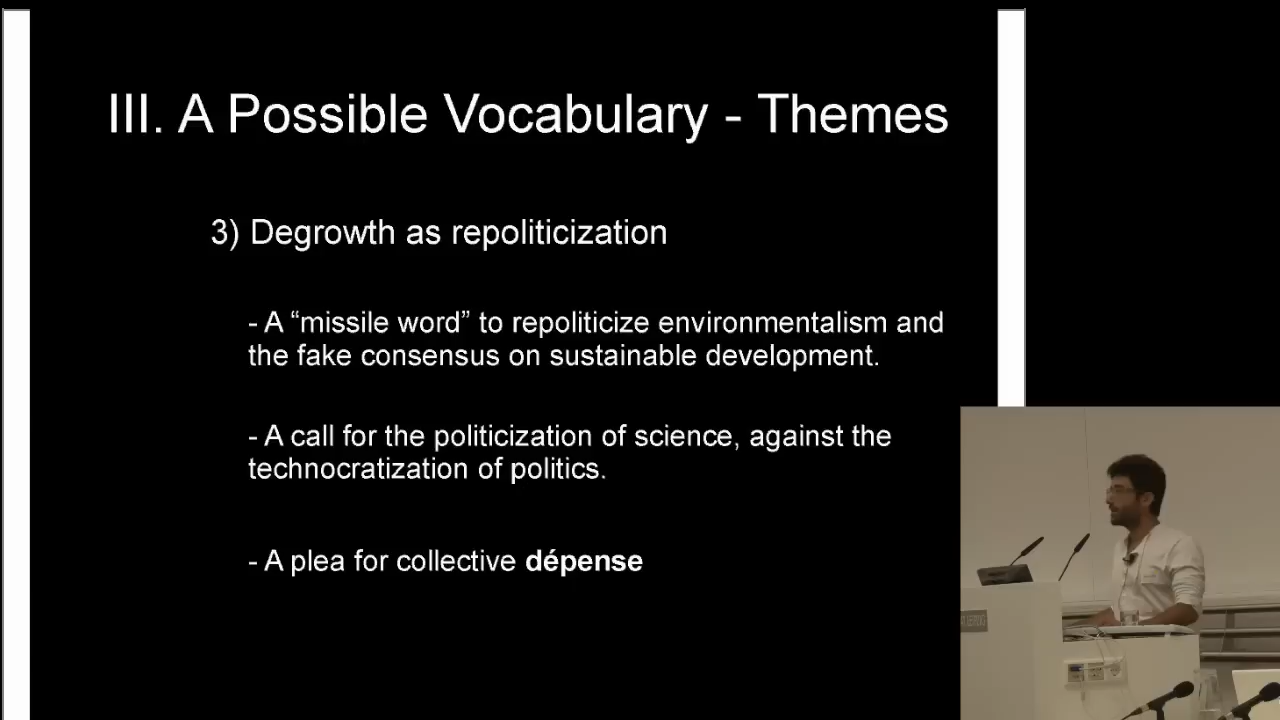 III. A Possible Vocabulary - Themes
3) Degrowth as repoliticization
- A “missile word” to repoliticize environmentalism and
the fake consensus on sustainable development.
- A call for the politicization of science, against the
technocratization of politics.
- A plea for collective dépense